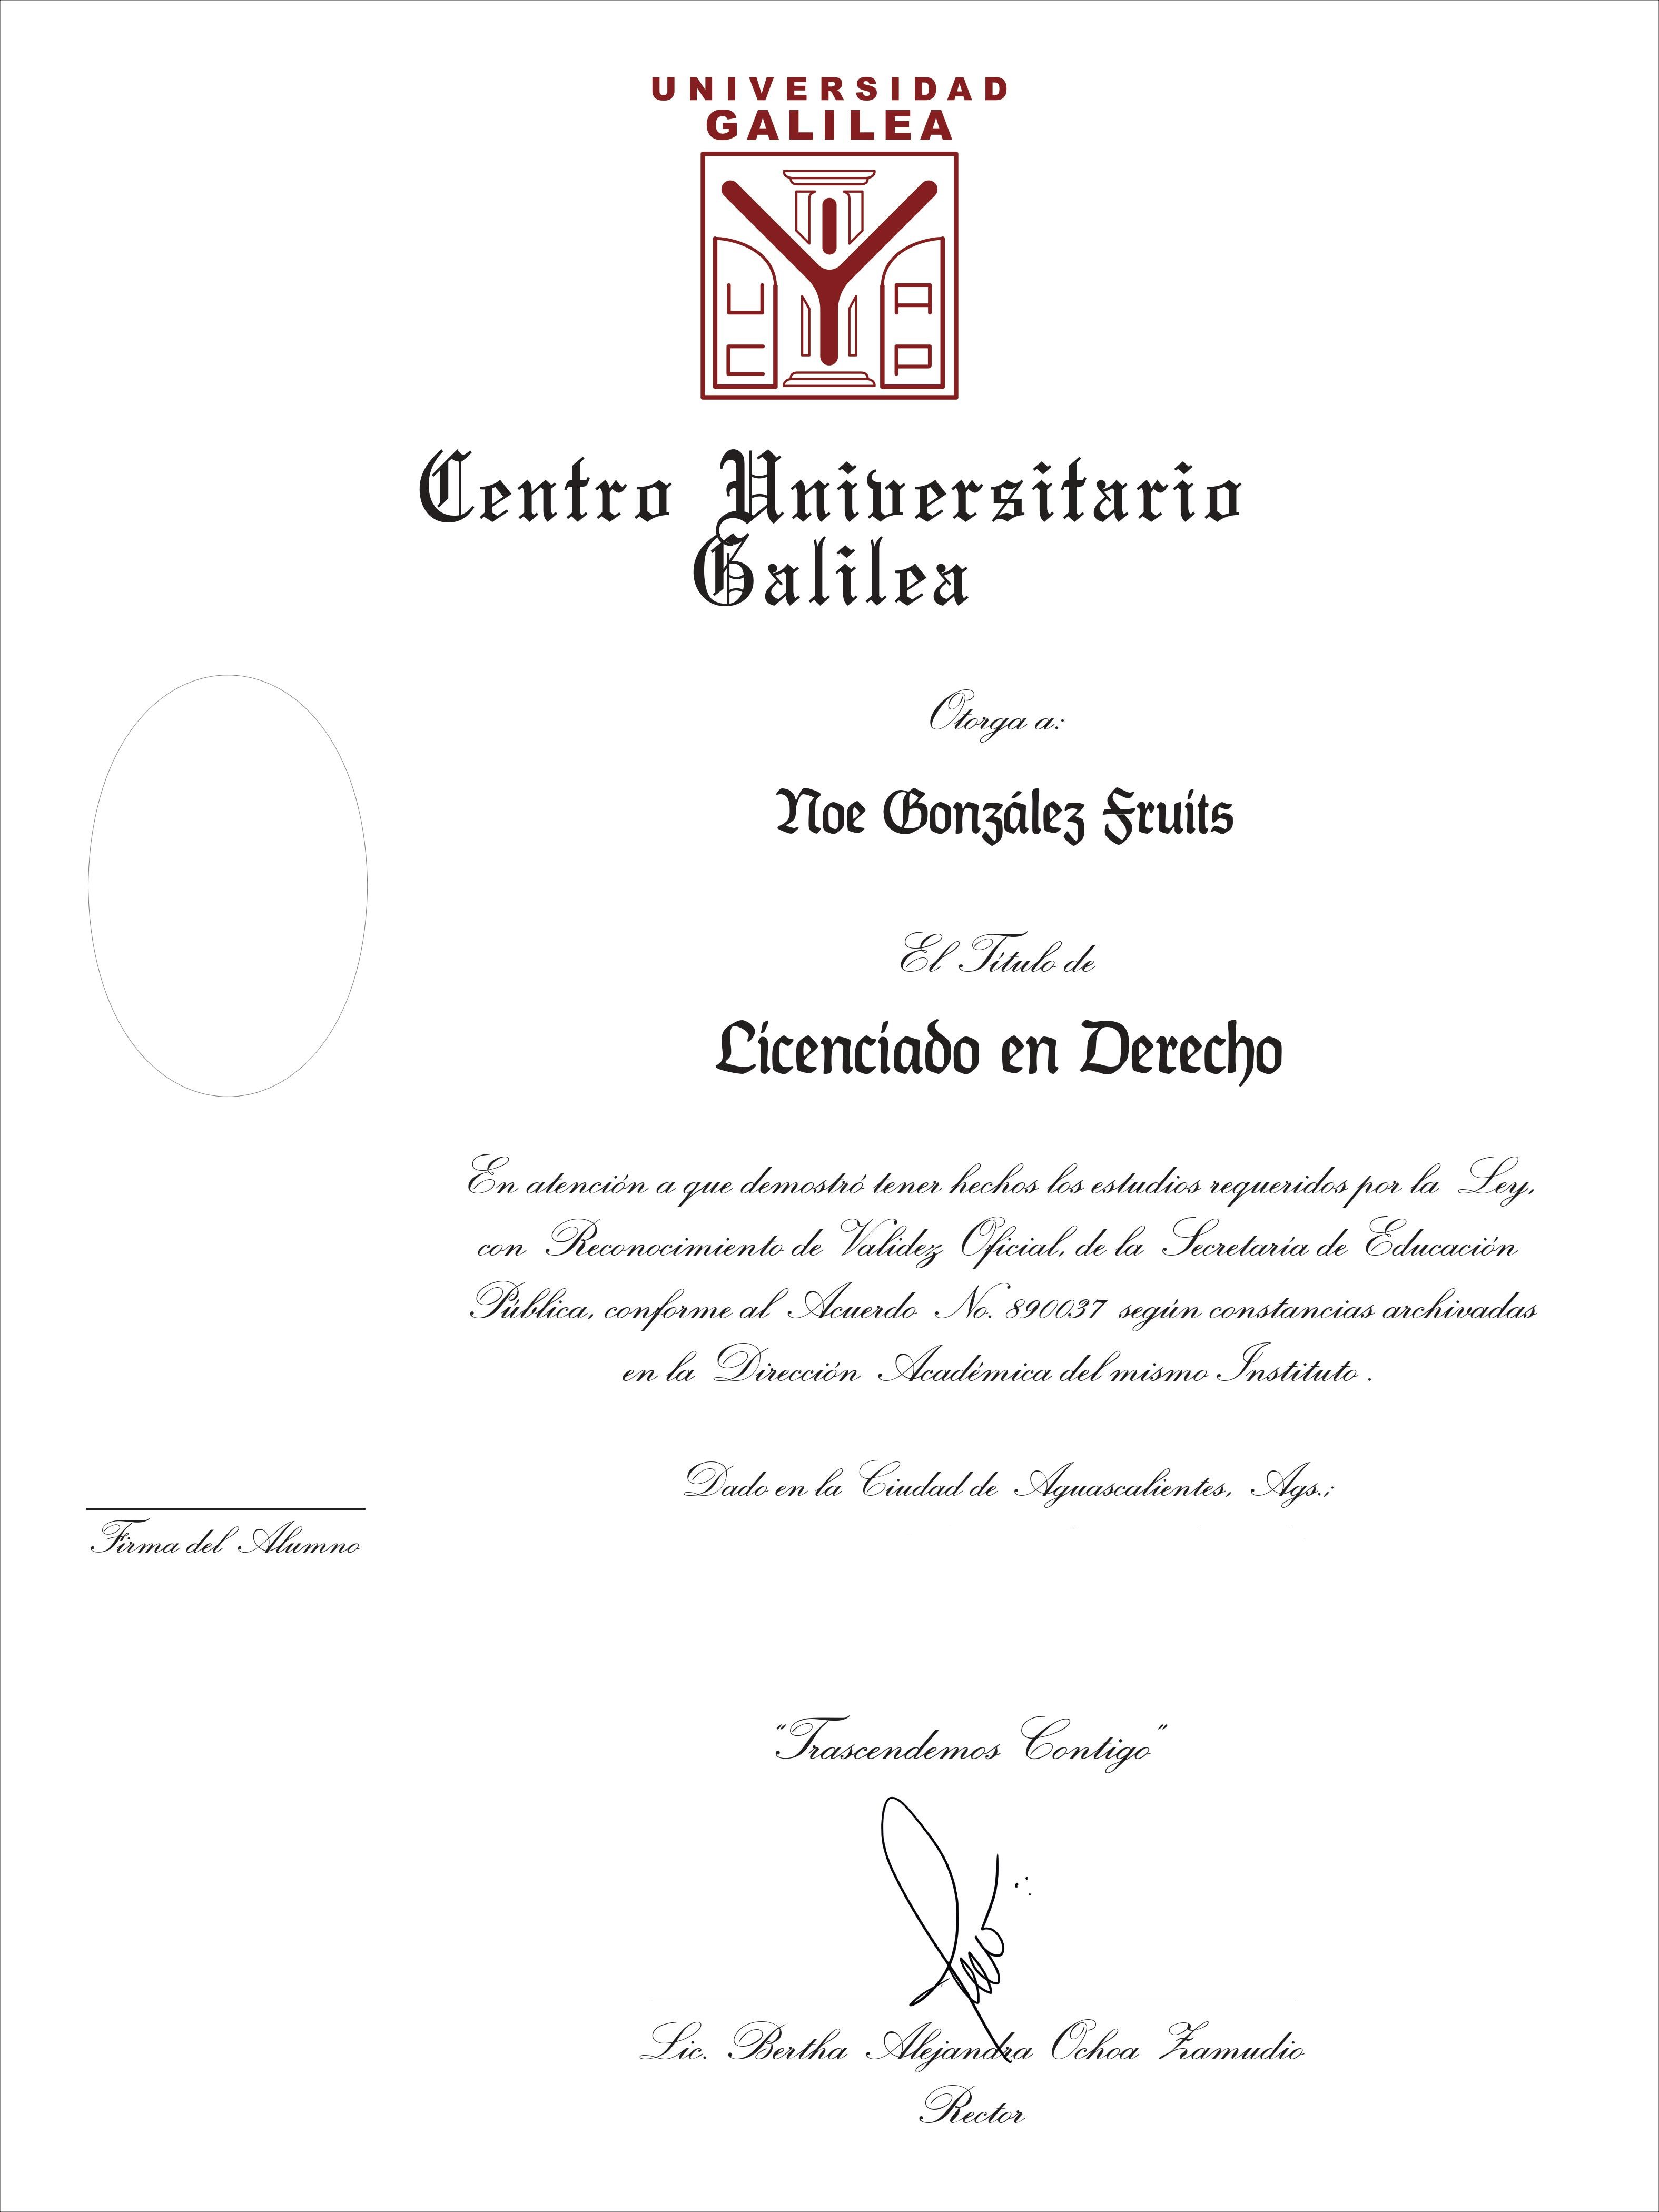 UNIVERSIDAD
GALILEA
U
C
A
P
Centro Universitario
Galilea
Otorga a:
Noe González Fruits
El Título de
Licenciado en Derecho
En atención a que demostró tener hechos los estudios requeridos por la Ley,
con Reconocimiento de Validez Oficial, de la Secretaría de Educación
Pública, conforme al Acuerdo No. 890037 según constancias archivadas
en la Dirección Académica del mismo Instituto .
Dado en la Ciudad de Aguascalientes, Ags.;
Firma del Alumno
"Trascendemos Contigo"
Lic. Bertha Alejandra Ochoa Zamudio
Rector